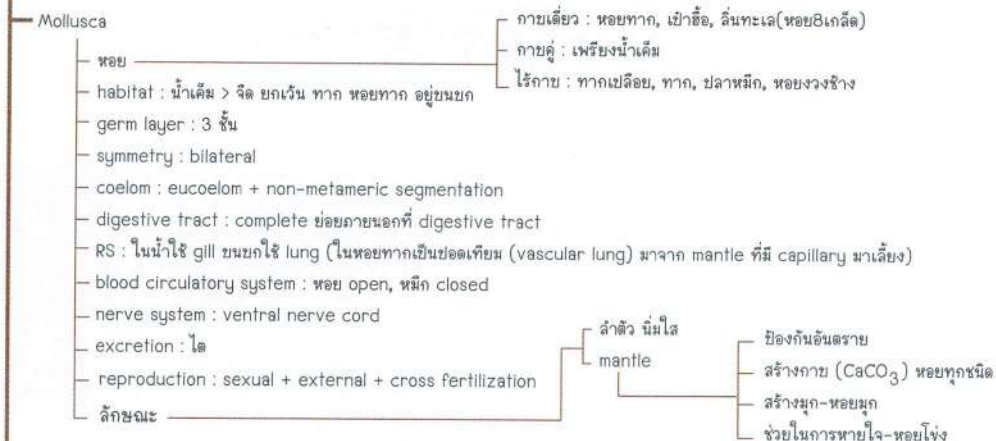 Mollusca
หอย
กาบเดี่ยว : หอยทาก, เป๋าฮื้อ, ลิ่นทะเล(หอย8เกล็ด)
กาบคู่ : เพรียงน้ำเค็ม
ไร้กาบ : ทากเปลือย, ทาก, ปลาหมึก, หอยงวงช้าง
habitat : น้ำเค็ม > จืด ยกเว้น ทาก หอยทาก อยู่บนบก
germ layer : 3 ชั้น
symmetry : bilateral
coelom : eucoelom + non-metameric segmentation
digestive tract : complete ย่อยภายนอกที่ digestive tract
RS : ในน้ำใช้ gill บนบกใช้ lung (ในหอยทากเป็นปอดเทียม (vascular lung) มาจาก mantle ที่มี capillary มาเลี้ยง)
blood circulatory system : หอย open, หมึก closed
nerve system : ventral nerve cord
excretion : ไต
reproduction : sexual + external + cross fertilization
ลักษณะ
ลำตัว นิ่มใส
mantle
ป้องกันอันตราย
สร้างกาบ (CaCO₃) หอยทุกชนิด
สร้างมุก-หอยมุก
ช่วยในการหายใจ-หอยโข่ง